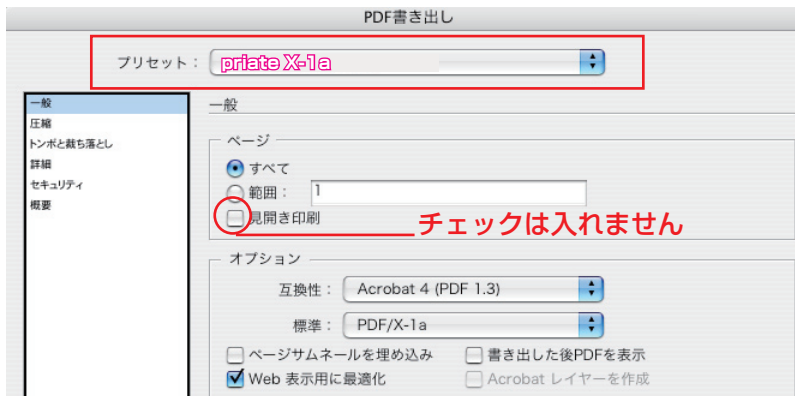 PDF書き出し
プリセット： priate X-1a
一般
圧縮
トンボと裁ち落とし
詳細
セキュリティ
概要
一般
ページ
すべて
範囲： 1
見開き印刷
チェックは入れません
オプション
互換性： Acrobat 4 (PDF 1.3)
標準： PDF/X-1a
ページサムネールを埋め込み 書き出した後PDFを表示
Web 表示用に最適化 Acrobat レイヤーを作成